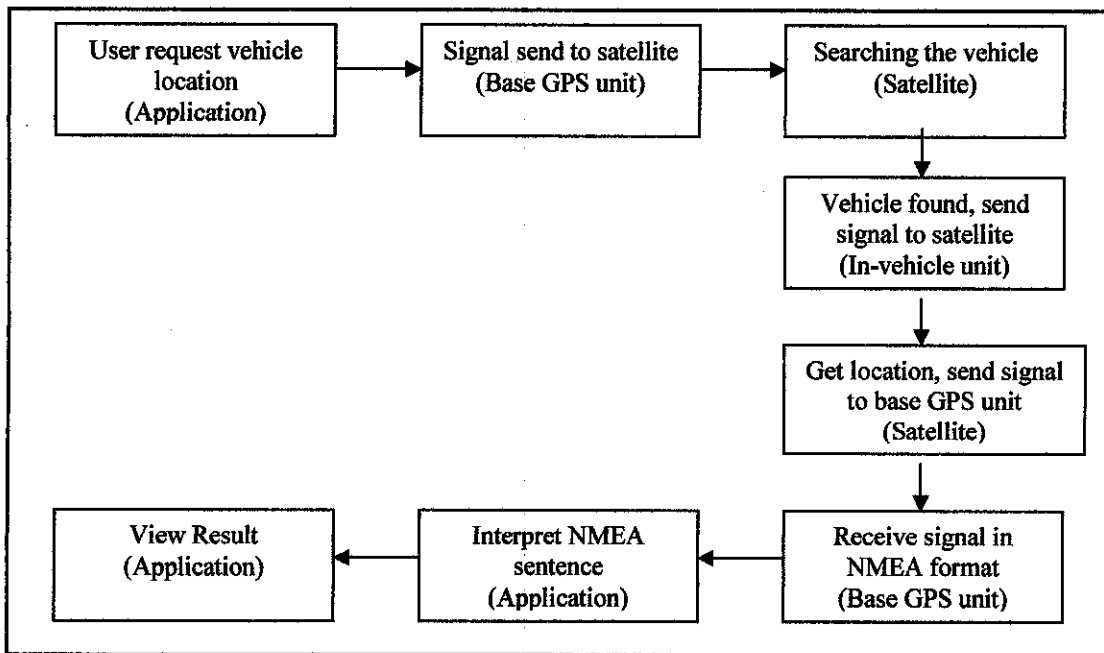 User request vehicle
location
(Application)
Signal send to satellite
(Base GPS unit)
Searching the vehicle
(Satellite)
Vehicle found, send
signal to satellite
(In-vehicle unit)
Get location, send signal
to base GPS unit
(Satellite)
Receive signal in
NMEA format
(Base GPS unit)
Interpret NMEA
sentence
(Application)
View Result
(Application)